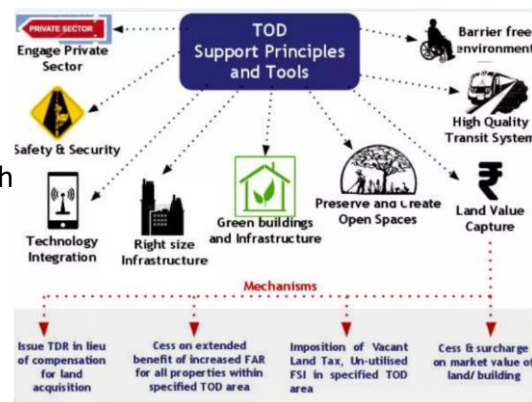 TOD
Support Principles
and Tools
PRIVATE SECTOR
Engage Private
Sector
Barrier free
environment
Safety & Security
High Quality
Transit System
h
Technology
Integration
Right size
Infrastructure
Green buildings
and Infrastructure
Preserve and Create
Open Spaces
₹
Land Value
Capture
Mechanisms
Issue TDR in lieu
of compensation
for land
acquisition
Cess on extended
benefit of increased FAR
for all properties within
specified TOD area
Imposition of Vacant
Land Tax, Un-utilised
FSI in specified TOD
area
Cess & surcharge
on market value of
land/ building